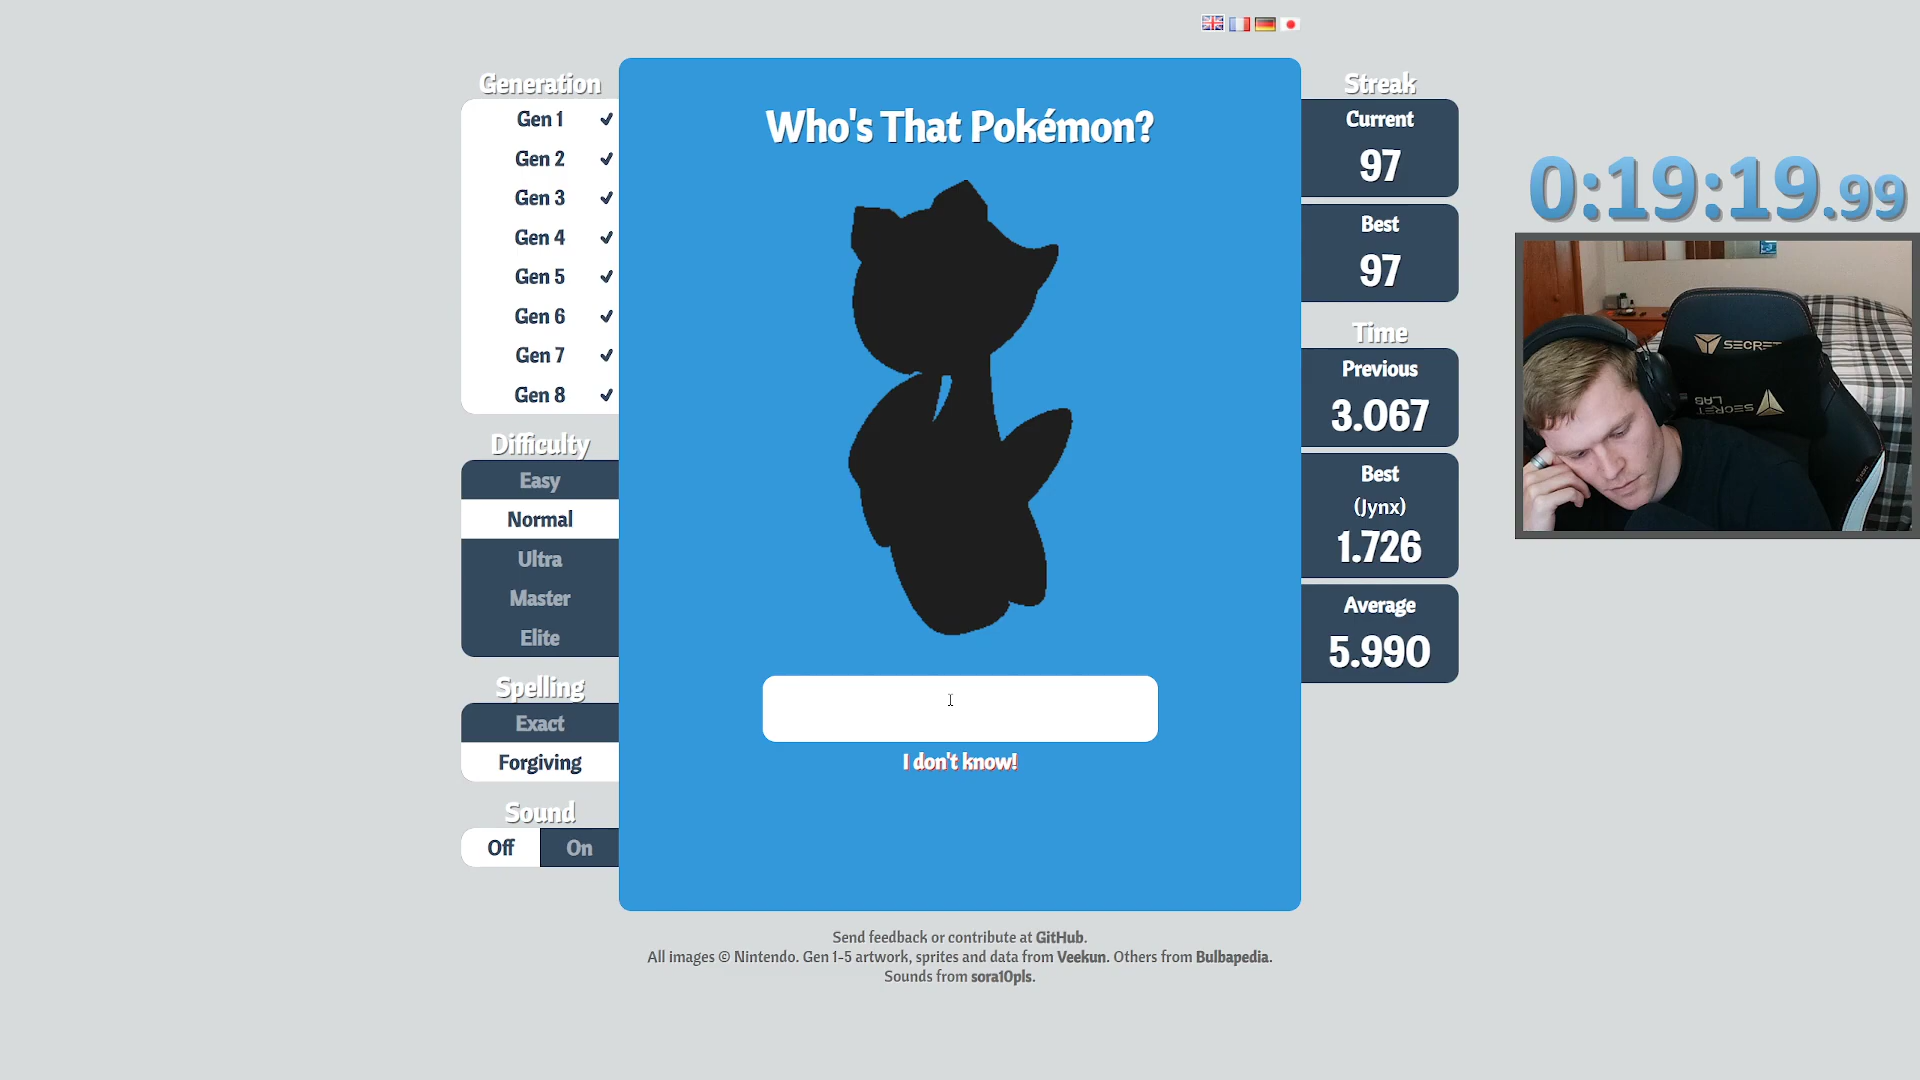 Generation
Gen 1 ✓
Gen 2 ✓
Gen 3 ✓
Gen 4 ✓
Gen 5 ✓
Gen 6 ✓
Gen 7 ✓
Gen 8 ✓
Difficulty
Easy
Normal
Ultra
Master
Elite
Spelling
Exact
Forgiving
Sound
Off On
Who's That Pokémon?
I don't know!
Streak
Current
97
Best
97
Time
Previous
3.067
Best
(Jynx)
1.726
Average
5.990
0:19:19.99
SECRET
SECRET
LAB
Send feedback or contribute at GitHub.
All images © Nintendo. Gen 1-5 artwork, sprites and data from Veekun. Others from Bulbapedia.
Sounds from sora10pls.